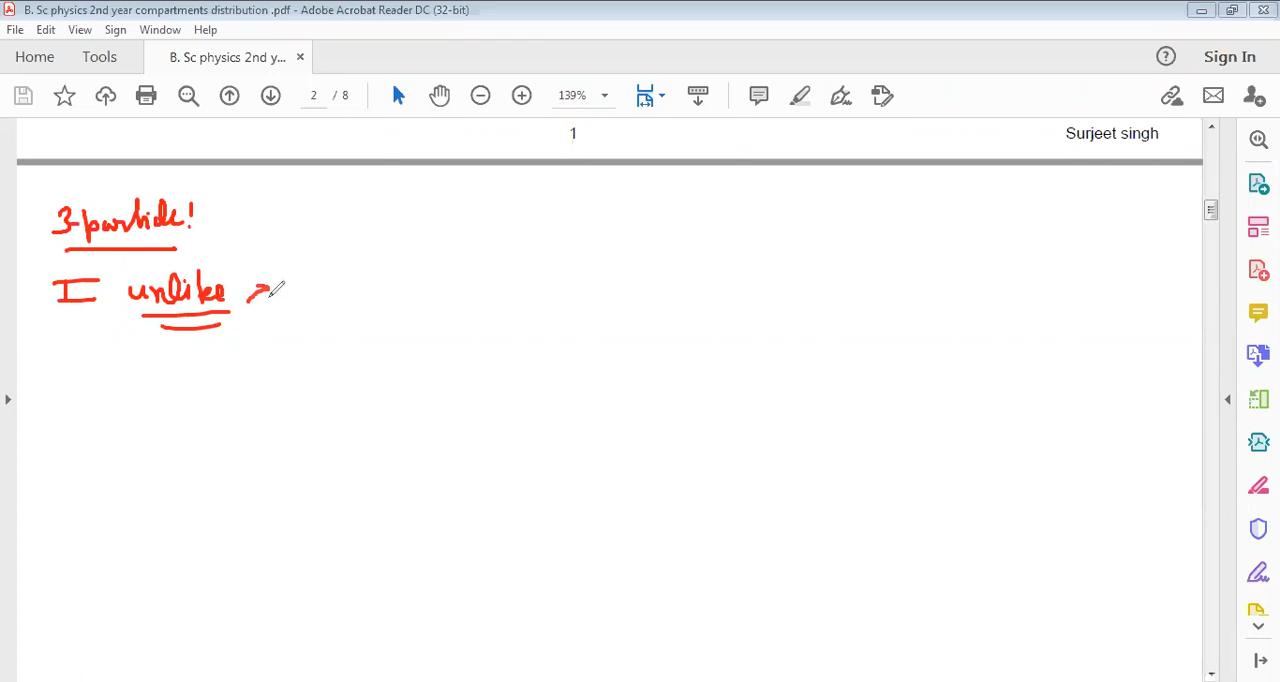 B. Sc physics 2nd year compartments distribution .pdf - Adobe Acrobat Reader DC (32-bit)
File Edit View Sign Window Help
Home Tools B. Sc physics 2nd y... × Sign In
2 / 8 139%
1 Surjeet singh
3-particle!
I unlike